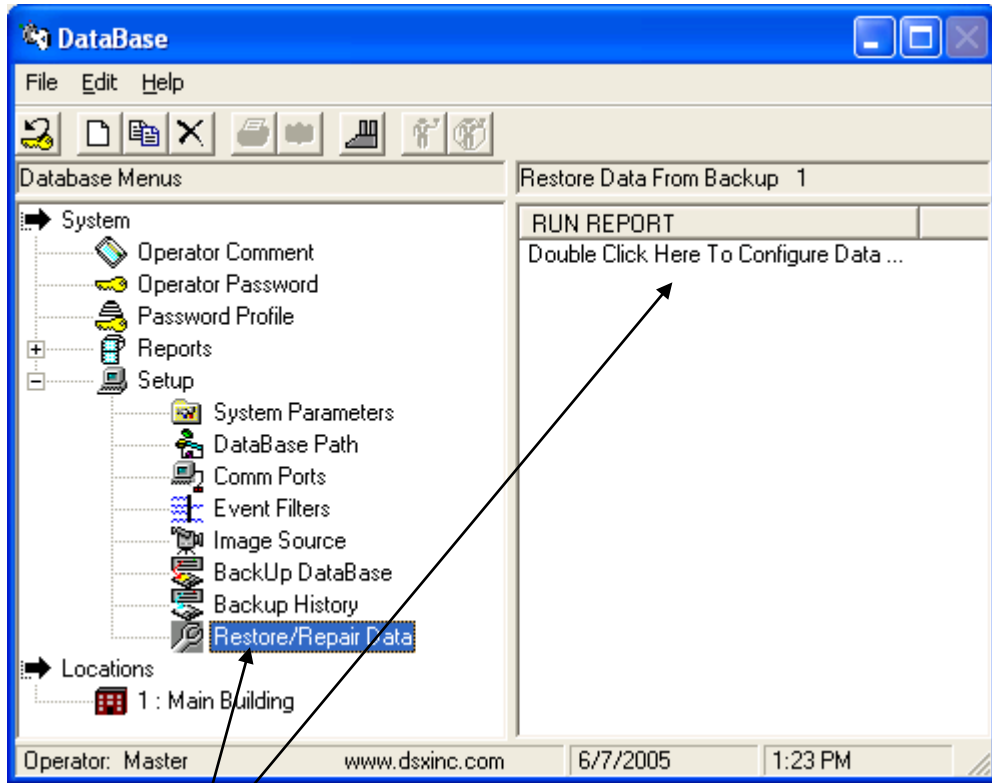 DataBase
File Edit Help
Database Menus
Restore Data From Backup 1
System
Operator Comment
Operator Password
Password Profile
Reports
Setup
System Parameters
DataBase Path
Comm Ports
Event Filters
Image Source
BackUp DataBase
Backup History
Restore/Repair Data
Locations
1 : Main Building
RUN REPORT
Double Click Here To Configure Data ...
Operator: Master www.dsxinc.com 6/7/2005 1:23 PM